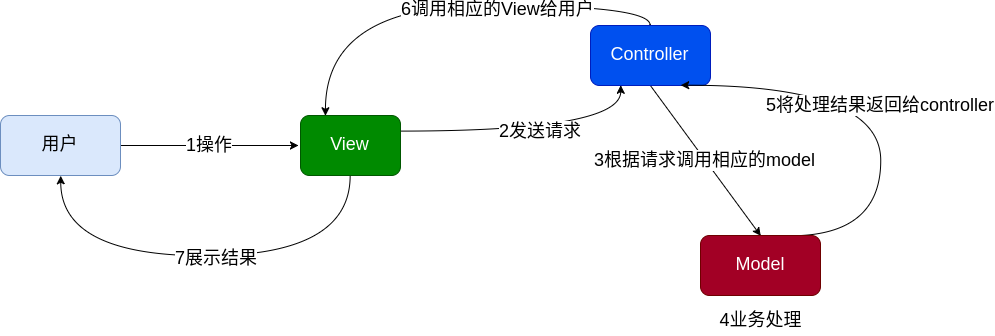 6调用相应的View给用户
Controller
5将处理结果返回给controller
用户
1操作
View
2发送请求
3根据请求调用相应的model
7展示结果
Model
4业务处理